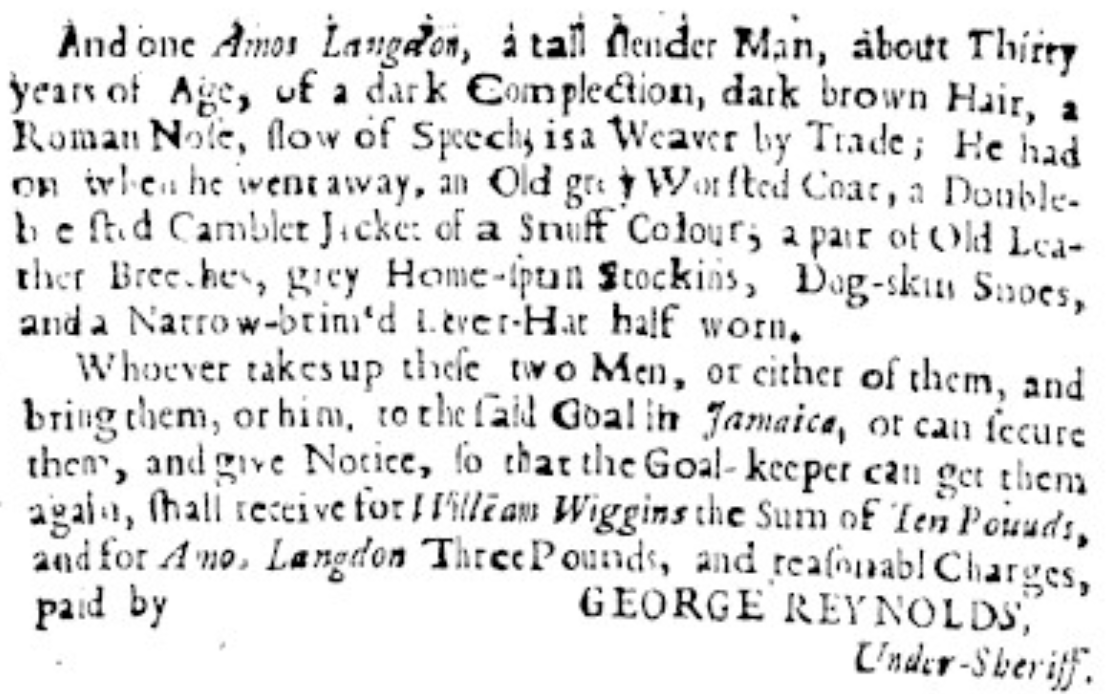 And one Amos Langdon, a tall ſlender Man, about Thirty
years of Age, of a dark Complection, dark brown Hair, a
Roman Noſe, ſlow of Speech, is a Weaver by Trade; He had
on when he went away, an Old grey Worſted Coat, a Double-
breſted Camblet Jacket of a Snuff Colour; a pair of Old Lea-
ther Breeches, grey Home-ſpun Stockins, Dog-skin Shoes,
and a Narrow-brim'd Hat half worn.
Whoever takes up theſe two Men, or either of them, and
bring them, or him, to the ſaid Goal in Jamaica, or can ſecure
them, and give Notice, ſo that the Goal-keeper can get them
again, ſhall receive for William Wiggins the Sum of Ten Pounds,
and for Amos Langdon Three Pounds, and reaſonabl Charges,
paid by GEORGE REYNOLDS,
Under-Sheriff.